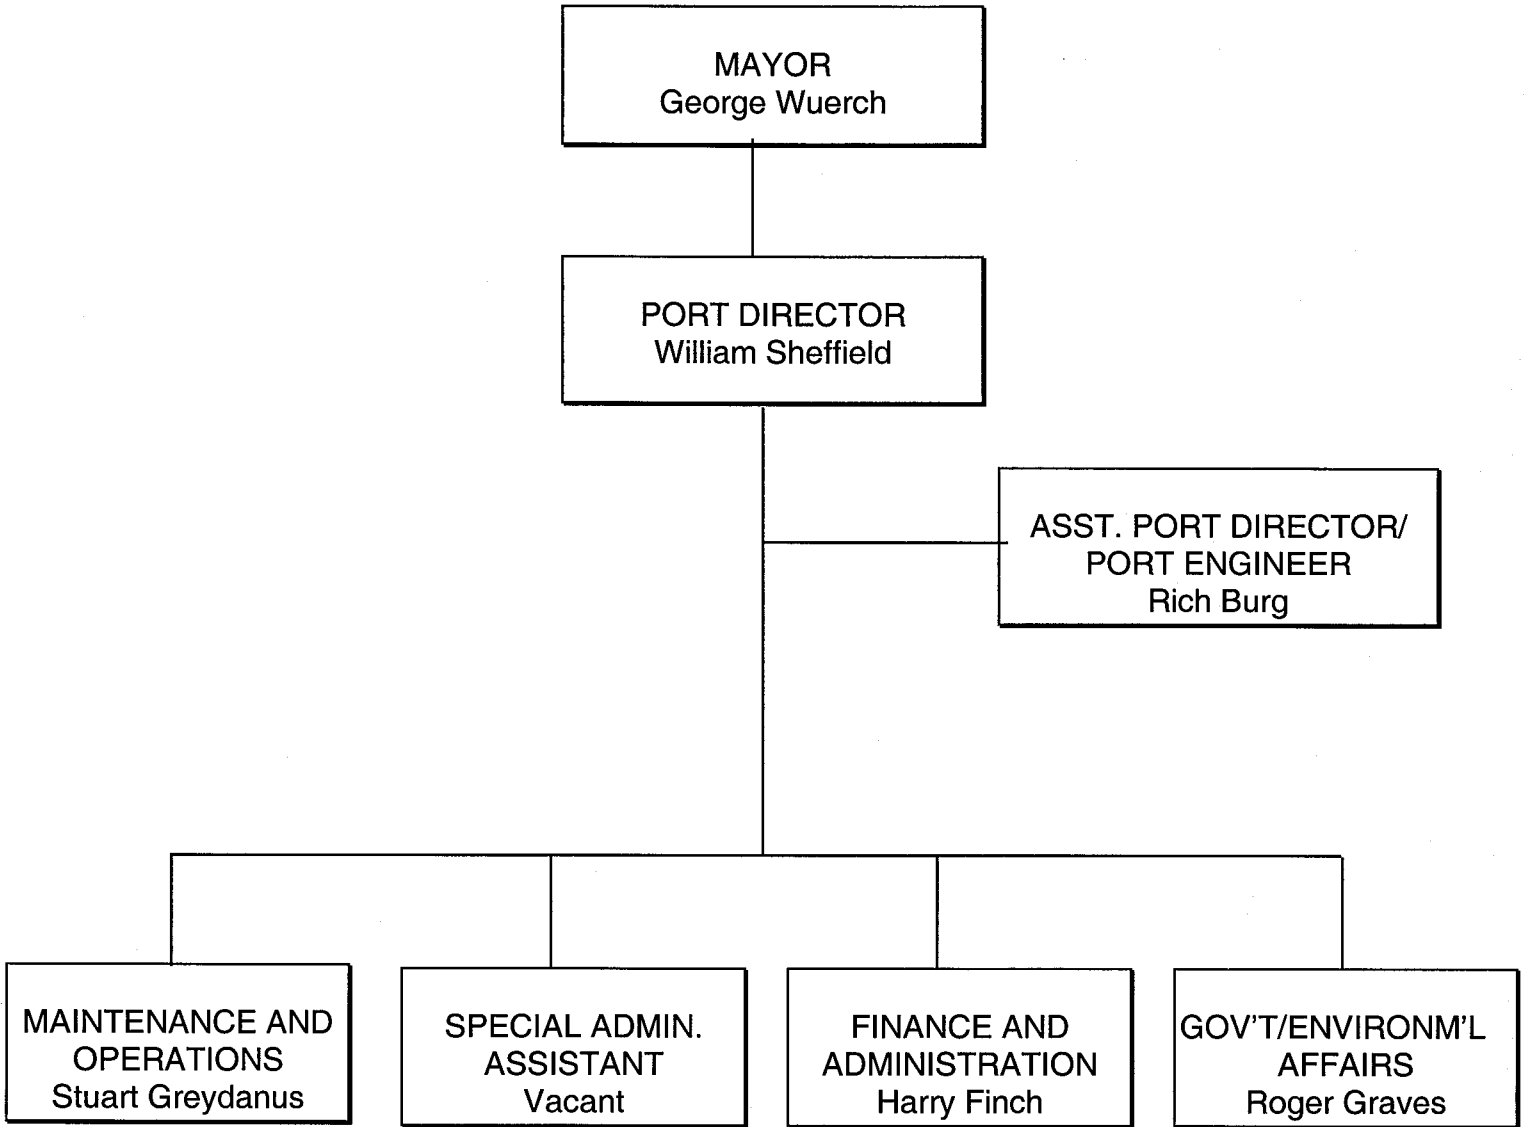 MAYOR
George Wuerch
PORT DIRECTOR
William Sheffield
ASST. PORT DIRECTOR/
PORT ENGINEER
Rich Burg
MAINTENANCE AND
OPERATIONS
Stuart Greydanus
SPECIAL ADMIN.
ASSISTANT
Vacant
FINANCE AND
ADMINISTRATION
Harry Finch
GOV'T/ENVIRONM'L
AFFAIRS
Roger Graves